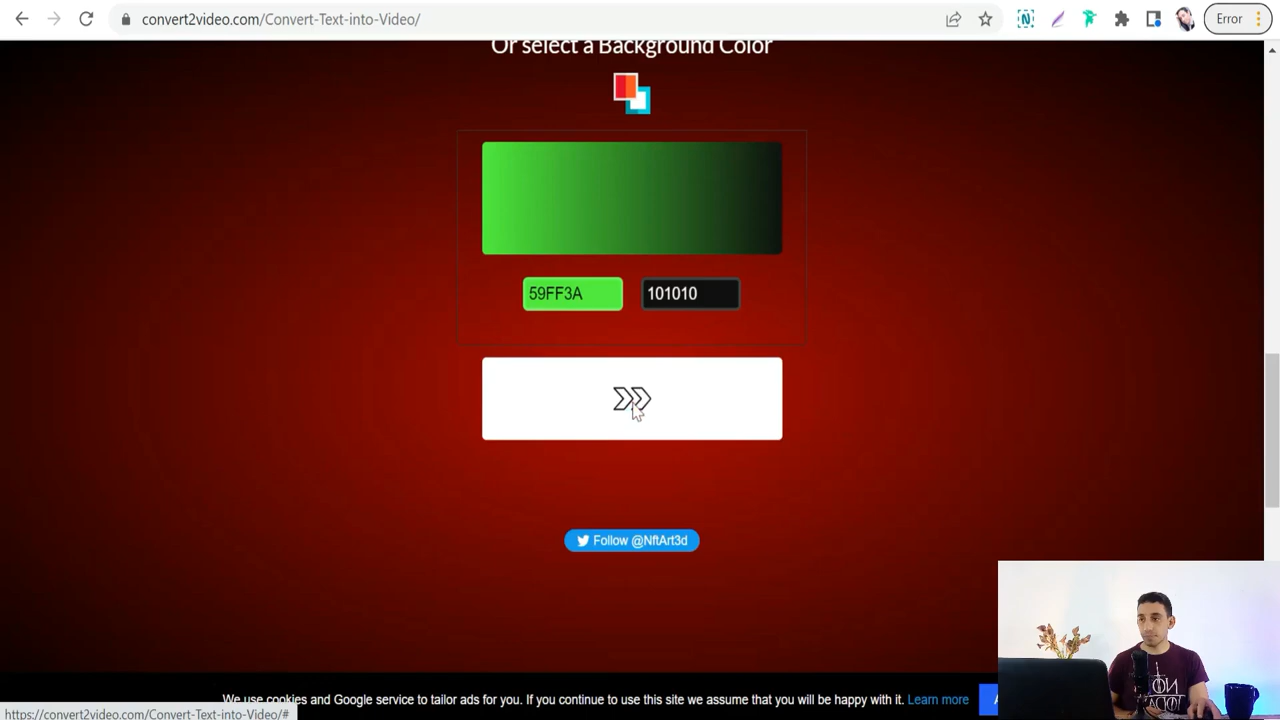 convert2video.com/Convert-Text-into-Video/
Error
Or select a Background Color
59FF3A
101010
Follow @NftArt3d
We use cookies and Google service to tailor ads for you. If you continue to use this site we assume that you will be happy with it. Learn more
https://convert2video.com/Convert-Text-into-Video/#